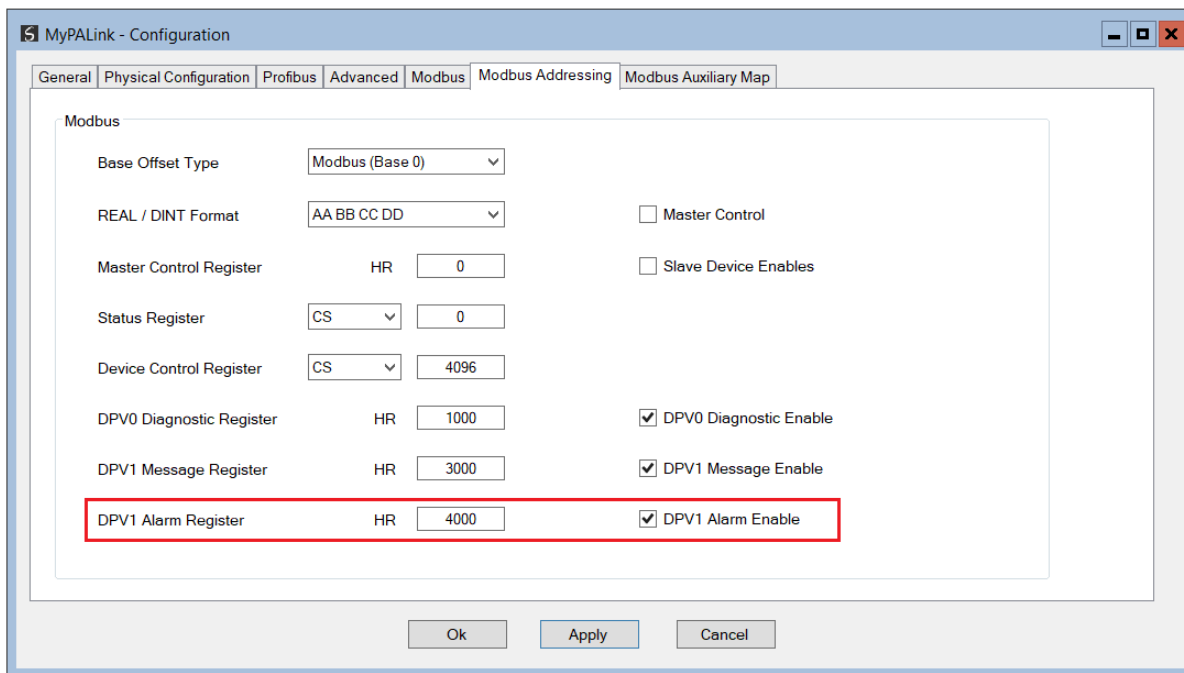 S MyPALink - Configuration
General Physical Configuration Profibus Advanced Modbus Modbus Addressing Modbus Auxiliary Map
Modbus
Base Offset Type Modbus (Base 0)
REAL / DINT Format AA BB CC DD Master Control
Master Control Register HR 0 Slave Device Enables
Status Register CS 0
Device Control Register CS 4096
DPV0 Diagnostic Register HR 1000 DPV0 Diagnostic Enable
DPV1 Message Register HR 3000 DPV1 Message Enable
DPV1 Alarm Register HR 4000 DPV1 Alarm Enable
Ok Apply Cancel